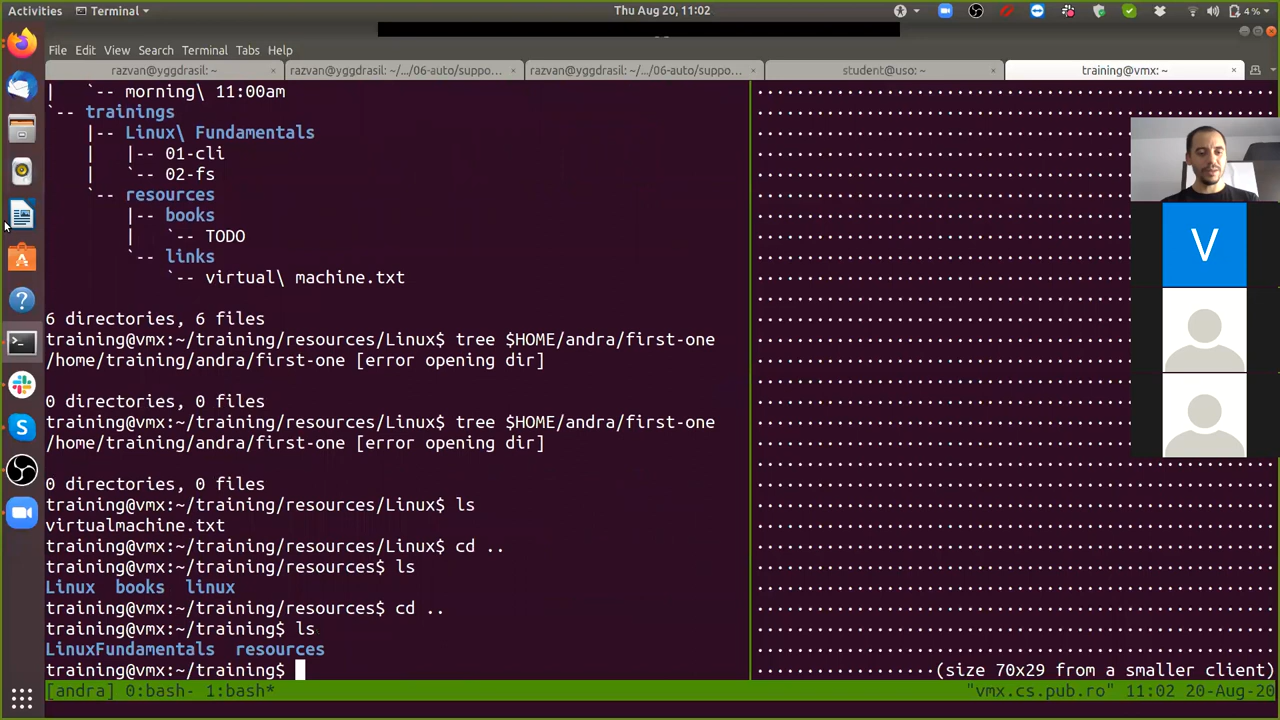 Activities Terminal Thu Aug 20, 11:02 4%
File Edit View Search Terminal Tabs Help
razvan@yggdrasil: ~ × razvan@yggdrasil: ~/.../06-auto/suppo... × razvan@yggdrasil: ~/.../06-auto/suppo... × student@uso: ~ × training@vmx: ~ ×
| `-- morning\ 11:00am
`-- trainings
|-- Linux\ Fundamentals
| |-- 01-cli
| `-- 02-fs
`-- resources
|-- books
| `-- TODO
`-- links
`-- virtual\ machine.txt
6 directories, 6 files
training@vmx:~/training/resources/Linux$ tree $HOME/andra/first-one
/home/training/andra/first-one [error opening dir]
0 directories, 0 files
training@vmx:~/training/resources/Linux$ tree $HOME/andra/first-one
/home/training/andra/first-one [error opening dir]
0 directories, 0 files
training@vmx:~/training/resources/Linux$ ls
virtualmachine.txt
training@vmx:~/training/resources/Linux$ cd ..
training@vmx:~/training/resources$ ls
Linux books linux
training@vmx:~/training/resources$ cd ..
training@vmx:~/training$ ls
LinuxFundamentals resources
training@vmx:~/training$
(size 70x29 from a smaller client)
[andra] 0:bash- 1:bash* "vmx.cs.pub.ro" 11:02 20-Aug-20
V